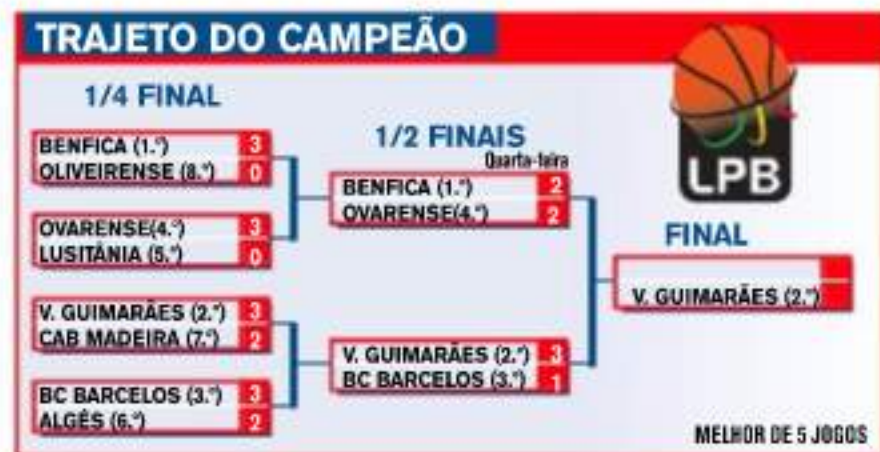 TRAJETO DO CAMPEÃO
LPB
1/4 FINAL
BENFICA (1.º) 3
OLIVEIRENSE (8.º) 0
OVARENSE(4.º) 3
LUSITÂNIA (5.º) 0
V. GUIMARÃES (2.º) 3
CAB MADEIRA (7.º) 2
BC BARCELOS (3.º) 3
ALGÉS (6.º) 2
1/2 FINAIS
Quarta-feira
BENFICA (1.º) 2
OVARENSE(4.º) 2
V. GUIMARÃES (2.º) 3
BC BARCELOS (3.º) 1
FINAL
V. GUIMARÃES (2.º)
MELHOR DE 5 JOGOS